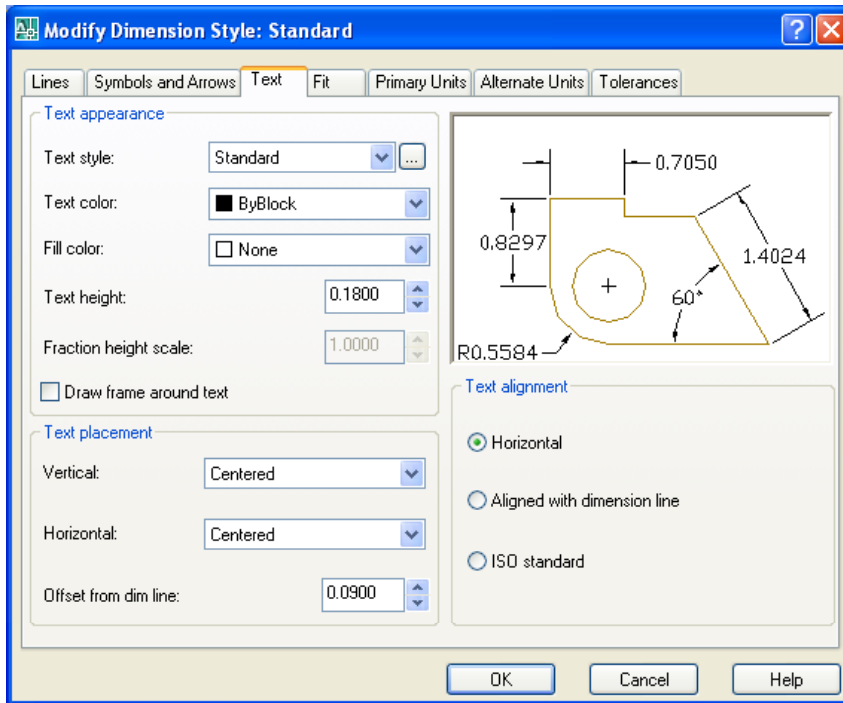 Modify Dimension Style: Standard
Lines
Symbols and Arrows
Text
Fit
Primary Units
Alternate Units
Tolerances
Text appearance
Text style:
Standard
...
Text color:
ByBlock
Fill color:
None
Text height:
0.1800
Fraction height scale:
1.0000
Draw frame around text
Text placement
Vertical:
Centered
Horizontal:
Centered
Offset from dim line:
0.0900
0.7050
0.8297
1.4024
60°
R0.5584
Text alignment
Horizontal
Aligned with dimension line
ISO standard
OK
Cancel
Help